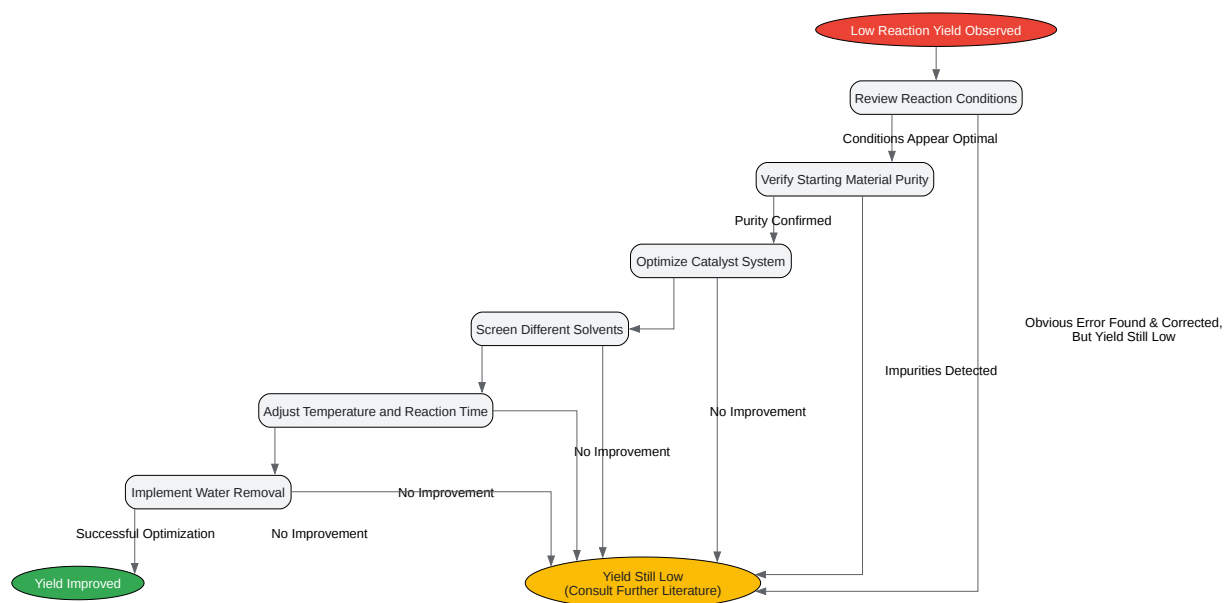 Low Reaction Yield Observed
Review Reaction Conditions
Conditions Appear Optimal
Verify Starting Material Purity
Purity Confirmed
Optimize Catalyst System
Screen Different Solvents
Obvious Error Found & Corrected,
But Yield Still Low
Impurities Detected
Adjust Temperature and Reaction Time
No Improvement
No Improvement
Implement Water Removal
No Improvement
Successful Optimization
No Improvement
Yield Improved
Yield Still Low
(Consult Further Literature)